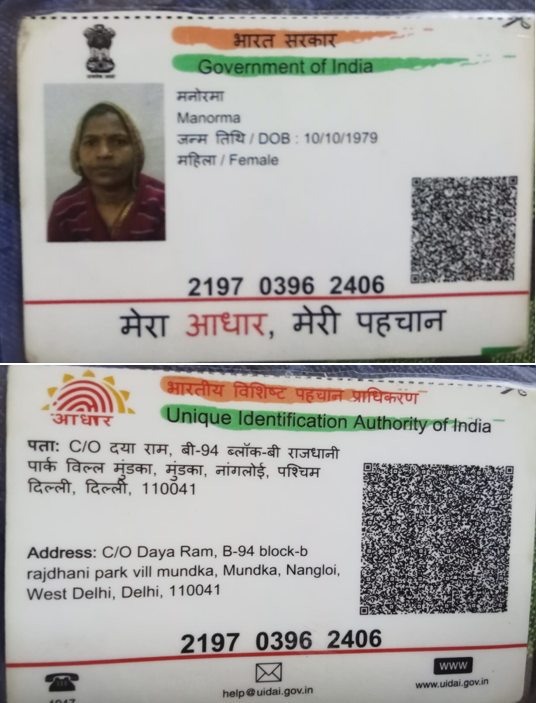 भारत सरकार
Government of India
मनोरमा
Manorma
जन्म तिथि / DOB : 10/10/1979
महिला / Female
2197 0396 2406
मेरा आधार, मेरी पहचान
आधार
भारतीय विशिष्ट पहचान प्राधिकरण
Unique Identification Authority of India
पता: C/O दया राम, बी-94 ब्लॉक-बी राजधानी
पार्क विल्ल मुंडका, मुंडका, नांगलोई, पश्चिम
दिल्ली, दिल्ली, 110041
Address: C/O Daya Ram, B-94 block-b
rajdhani park vill mundka, Mundka, Nangloi,
West Delhi, Delhi, 110041
2197 0396 2406
help@uidai.gov.in
WWW
www.uidai.gov.in